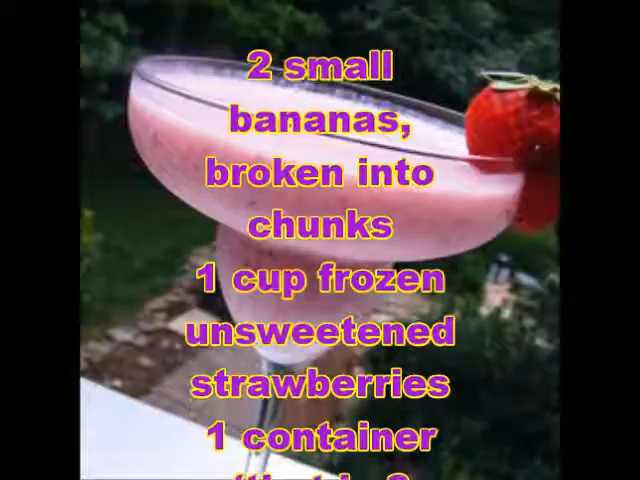 2 small
bananas,
broken into
chunks
1 cup frozen
unsweetened
strawberries
1 container